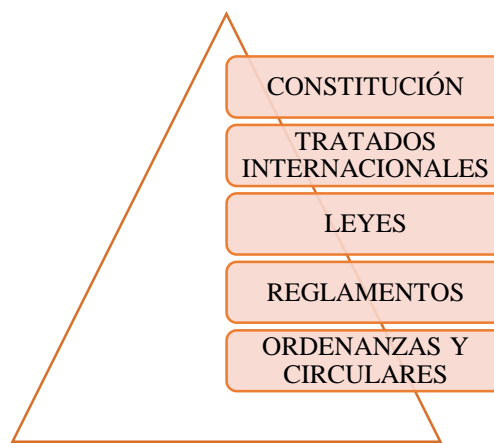 CONSTITUCIÓN
TRATADOS
INTERNACIONALES
LEYES
REGLAMENTOS
ORDENANZAS Y
CIRCULARES